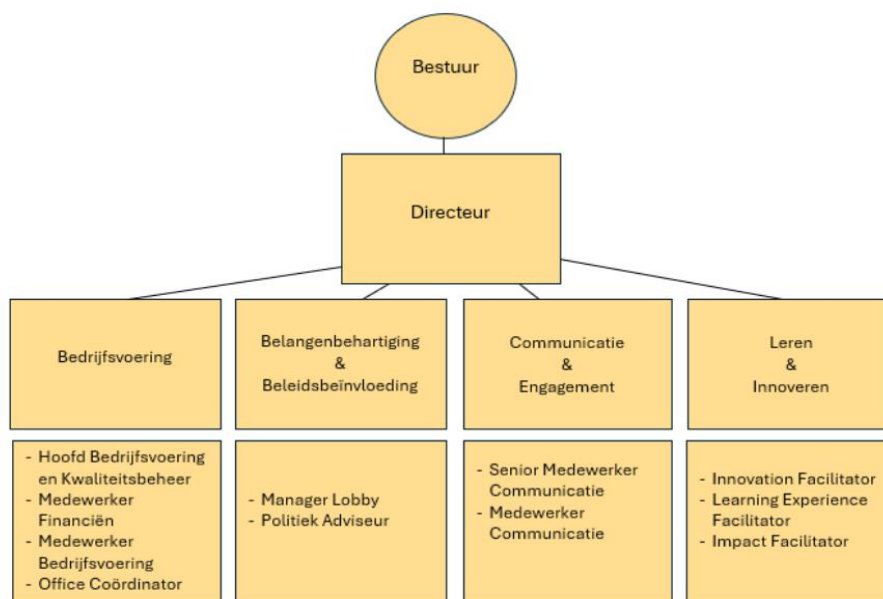 Bestuur
Directeur
Bedrijfsvoering
Belangenbehartiging
&
Beleidsbeïnvloeding
Communicatie
&
Engagement
Leren
&
Innoveren
- Hoofd Bedrijfsvoering
en Kwaliteitsbeheer
- Medewerker
Financiën
- Medewerker
Bedrijfsvoering
- Office Coördinator
- Manager Lobby
- Politiek Adviseur
- Senior Medewerker
Communicatie
- Medewerker
Communicatie
- Innovation Facilitator
- Learning Experience
Facilitator
- Impact Facilitator